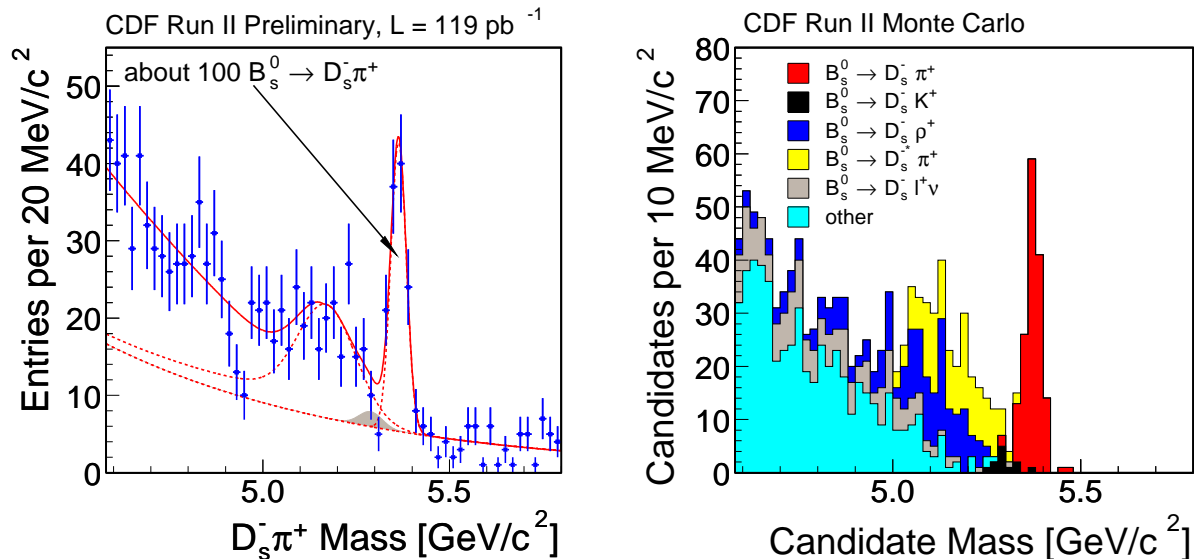 CDF Run II Preliminary, L = 119 pb⁻¹
about 100 B⁰ₛ → D⁻ₛπ⁺
Entries per 20 MeV/c²
50
40
30
20
10
0
5.0 5.5
D⁻ₛπ⁺ Mass [GeV/c²]
CDF Run II Monte Carlo
B⁰ₛ → D⁻ₛ π⁺
B⁰ₛ → D⁻ₛ K⁺
B⁰ₛ → D⁻ₛ ρ⁺
B⁰ₛ → D⁻*ₛ π⁺
B⁰ₛ → D⁻ₛ l⁺ν
other
Candidates per 10 MeV/c²
80
70
60
50
40
30
20
10
0
5.0 5.5
Candidate Mass [GeV/c²]